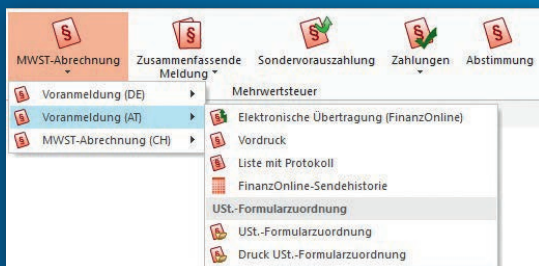 MWST-Abrechnung
Zusammenfassende
Meldung
Sondervorauszahlung
Zahlungen
Abstimmung
Mehrwertsteuer
Voranmeldung (DE)
Voranmeldung (AT)
MWST-Abrechnung (CH)
Elektronische Übertragung (FinanzOnline)
Vordruck
Liste mit Protokoll
FinanzOnline-Sendehistorie
USt.-Formularzuordnung
USt.-Formularzuordnung
Druck USt.-Formularzuordnung